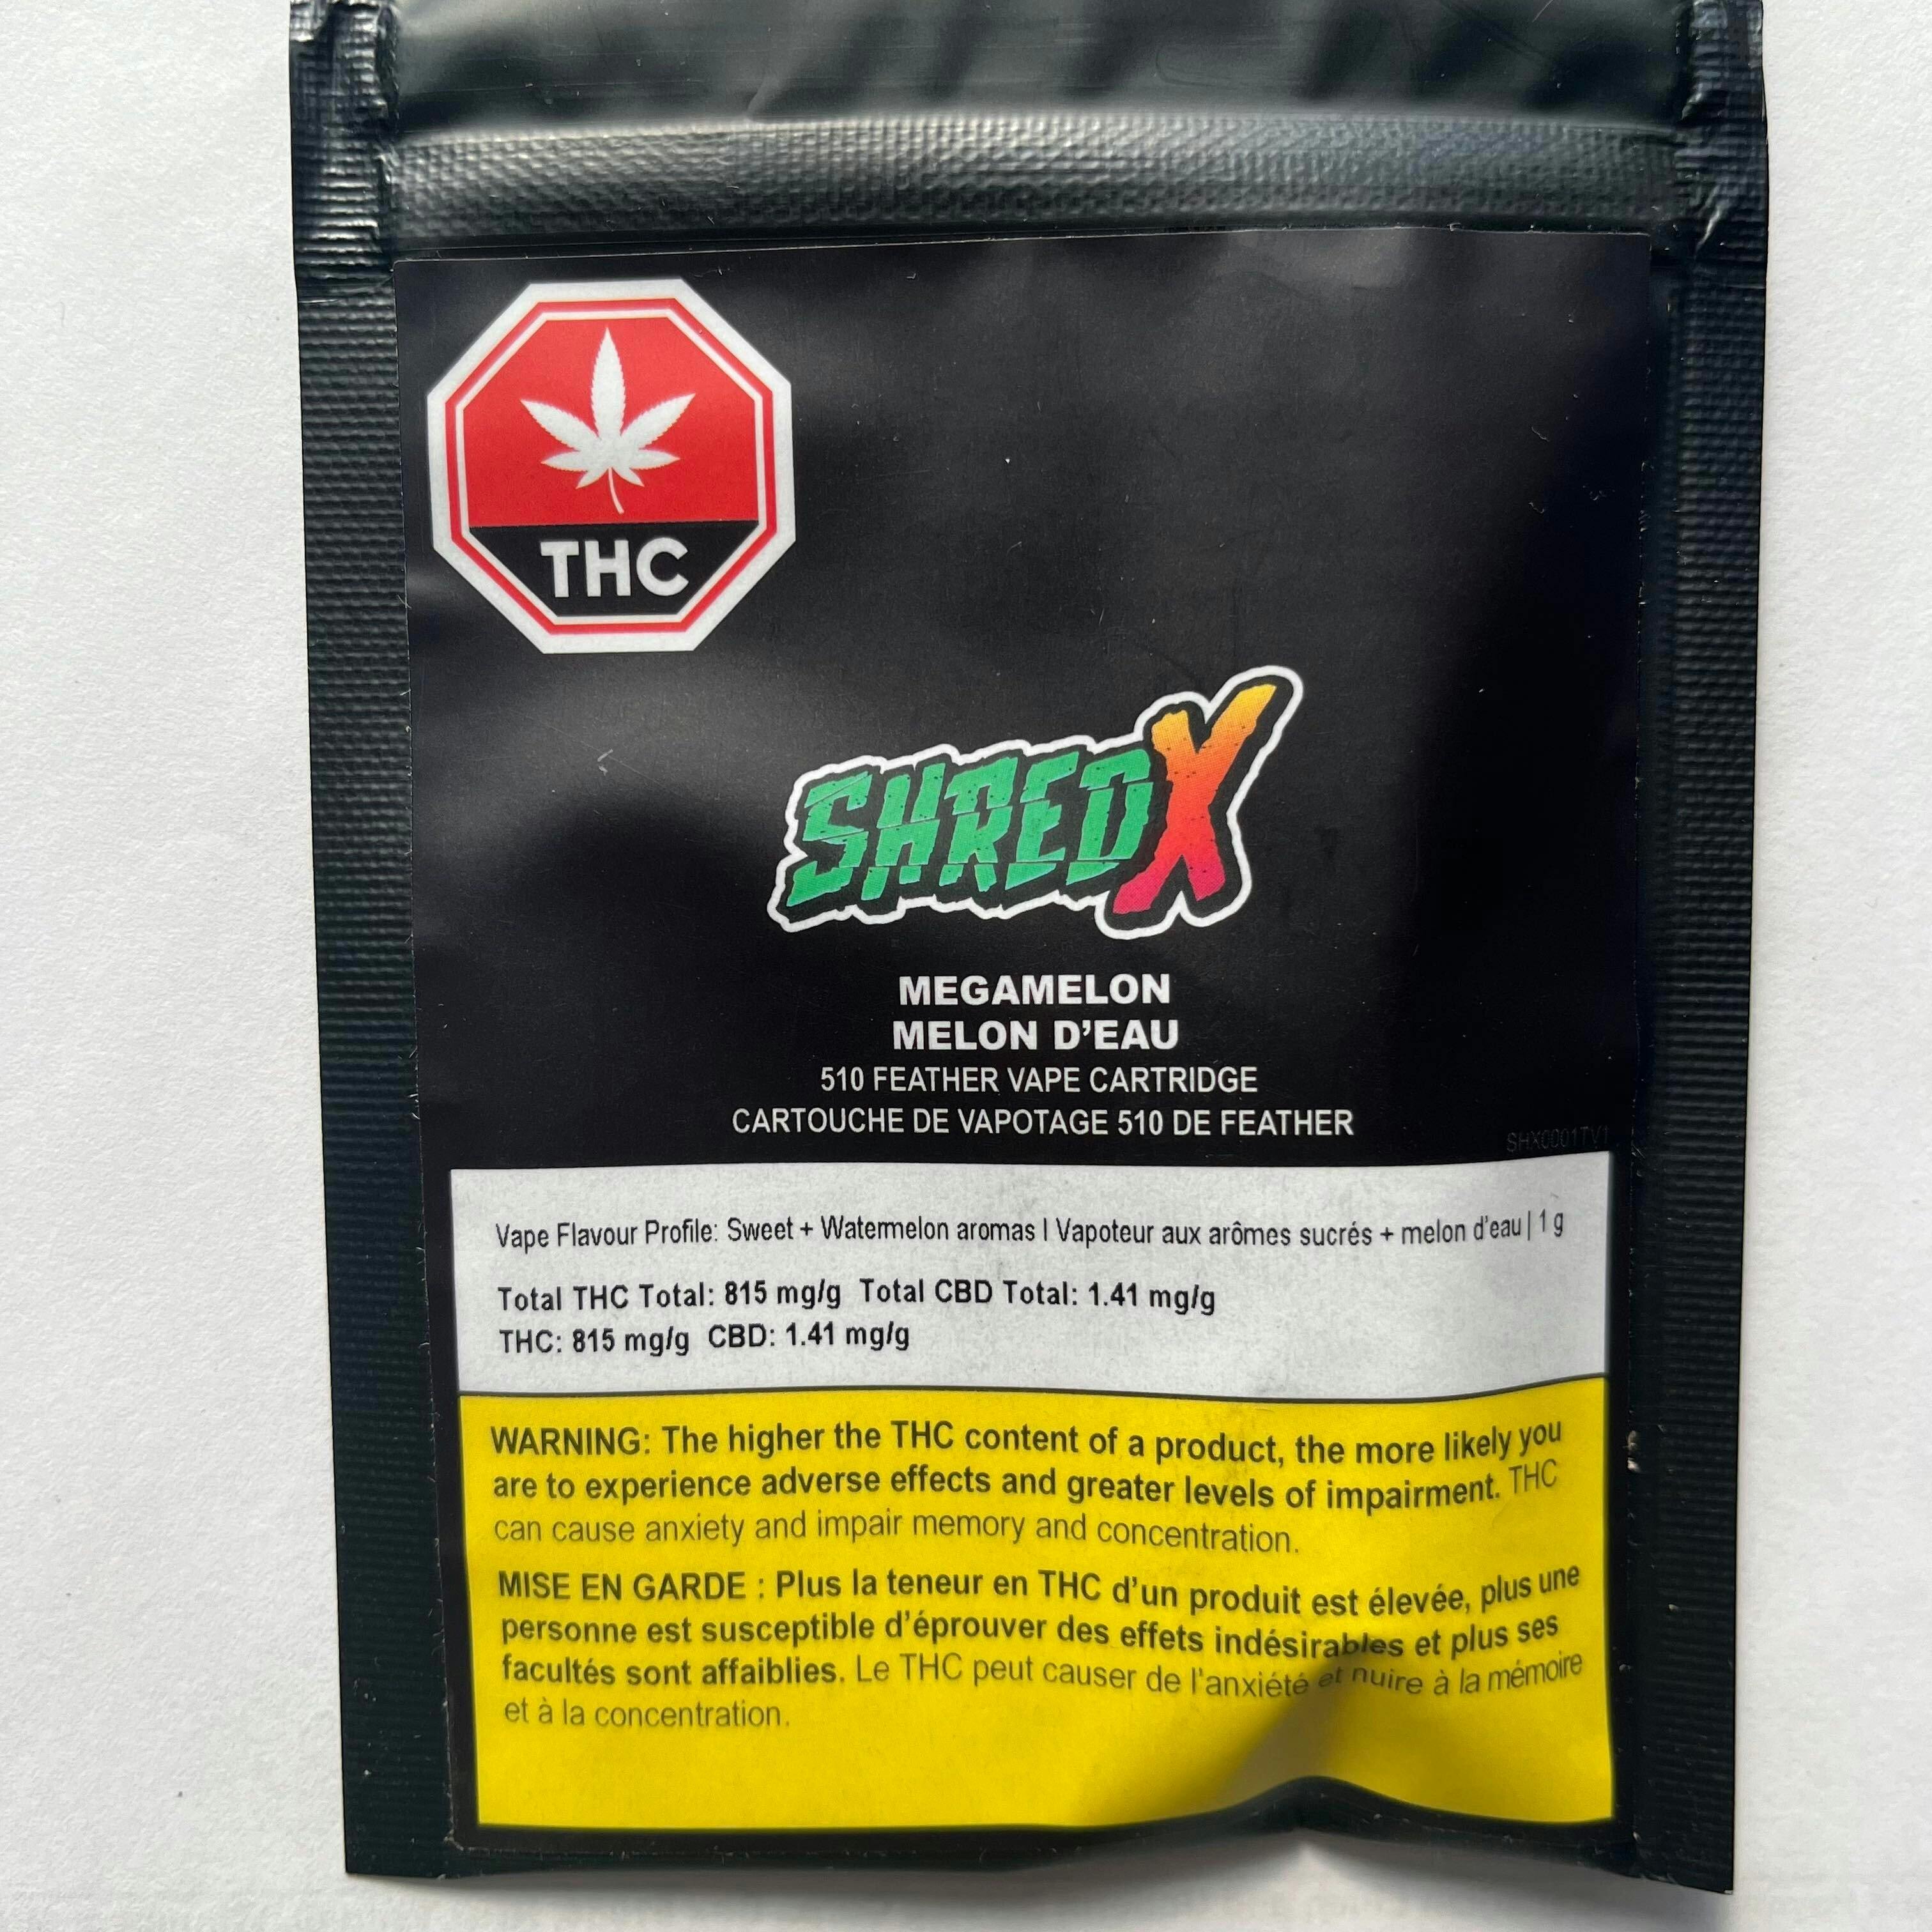 THC
SHREDX
MEGAMELON
MELON D'EAU
510 FEATHER VAPE CARTRIDGE
CARTOUCHE DE VAPOTAGE 510 DE FEATHER
SHX0001TV1
Vape Flavour Profile: Sweet + Watermelon aromas | Vapoteur aux arômes sucrés + melon d'eau | 1 g
Total THC Total: 815 mg/g Total CBD Total: 1.41 mg/g
THC: 815 mg/g CBD: 1.41 mg/g
WARNING: The higher the THC content of a product, the more likely you
are to experience adverse effects and greater levels of impairment. THC
can cause anxiety and impair memory and concentration.
MISE EN GARDE : Plus la teneur en THC d'un produit est élevée, plus une
personne est susceptible d'éprouver des effets indésirables et plus ses
facultés sont affaiblies. Le THC peut causer de l'anxiété et nuire à la mémoire
et à la concentration.